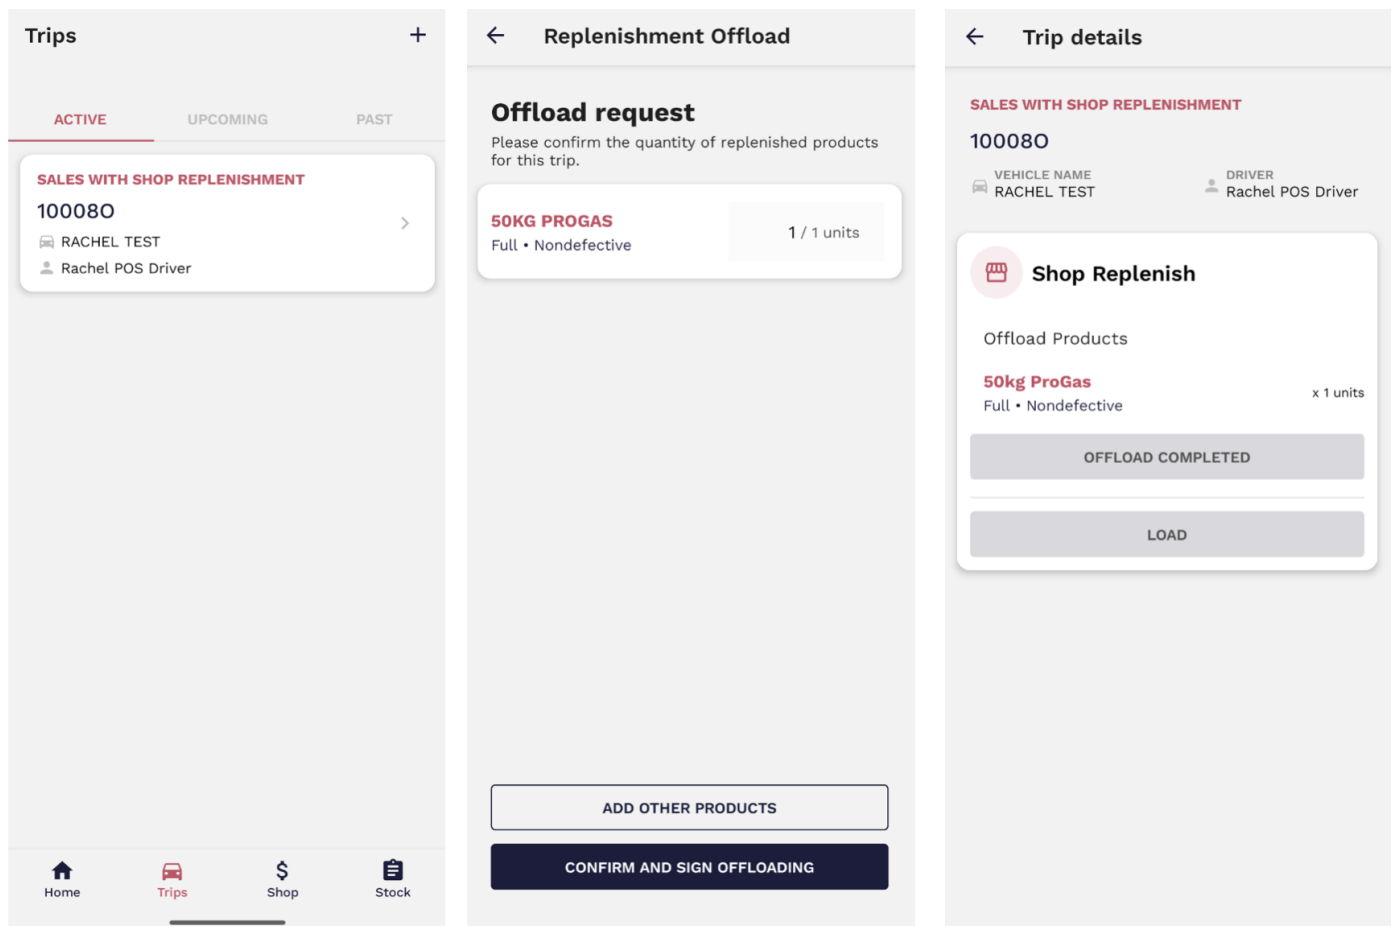 Trips
ACTIVE UPCOMING PAST
SALES WITH SHOP REPLENISHMENT
10008O
RACHEL TEST
Rachel POS Driver
Home Trips Shop Stock
Replenishment Offload
Offload request
Please confirm the quantity of replenished products
for this trip.
50KG PROGAS
Full • Nondefective
1 / 1 units
ADD OTHER PRODUCTS
CONFIRM AND SIGN OFFLOADING
Trip details
SALES WITH SHOP REPLENISHMENT
10008O
VEHICLE NAME
RACHEL TEST
DRIVER
Rachel POS Driver
Shop Replenish
Offload Products
50kg ProGas
Full • Nondefective
x 1 units
OFFLOAD COMPLETED
LOAD